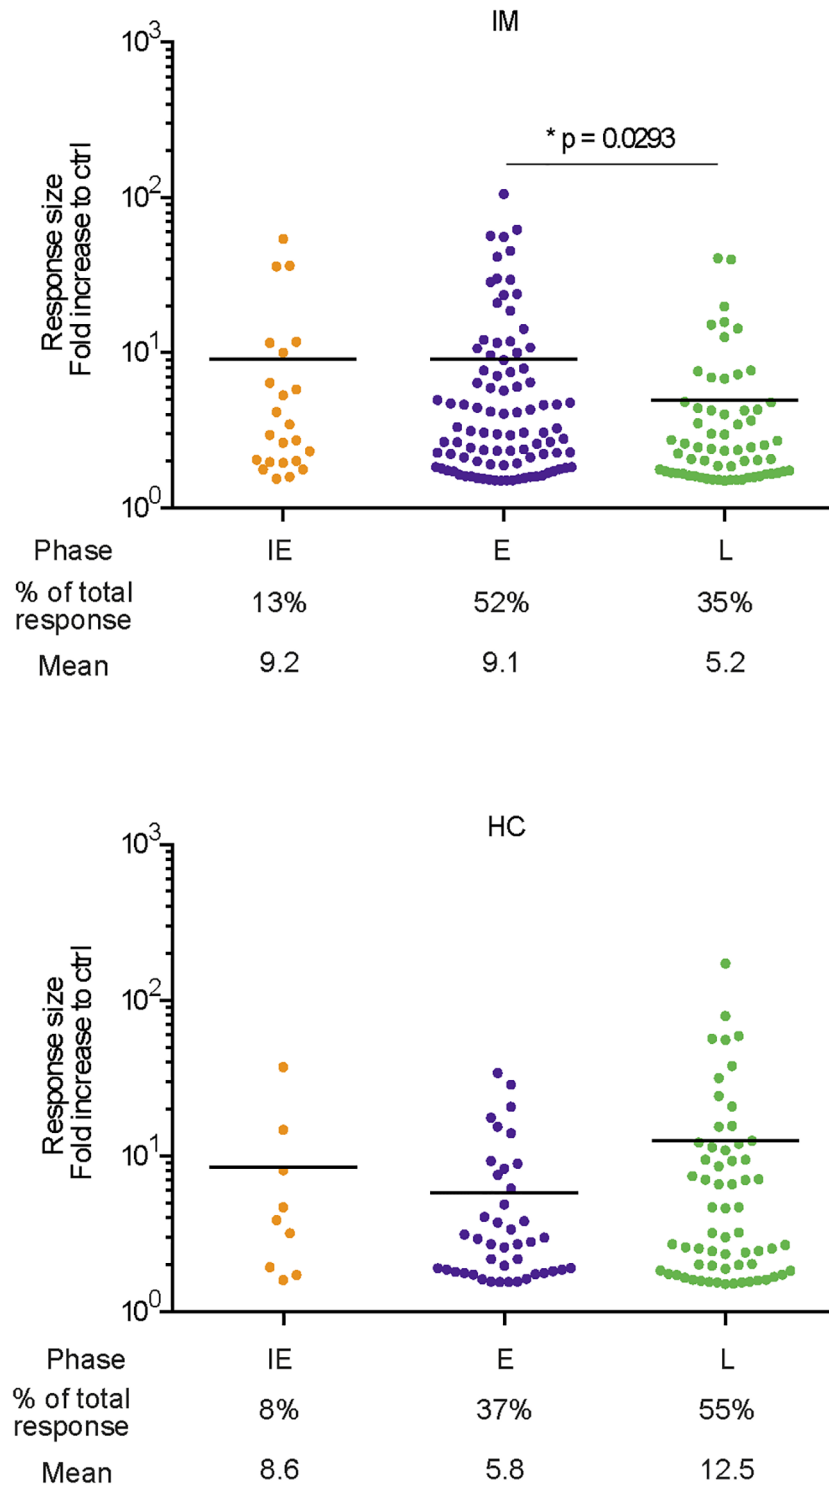 IM
10³
* p = 0.0293
10²
10¹
10⁰
Response size
Fold increase to ctrl
Phase IE E L
% of total response 13% 52% 35%
Mean 9.2 9.1 5.2
HC
10³
10²
10¹
10⁰
Response size
Fold increase to ctrl
Phase IE E L
% of total response 8% 37% 55%
Mean 8.6 5.8 12.5